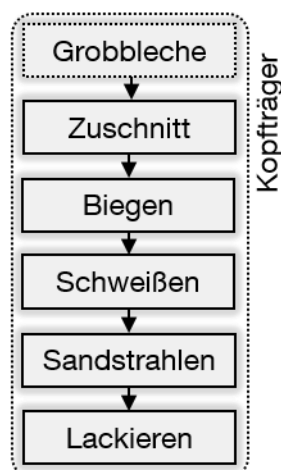 Grobbleche
Zuschnitt
Biegen
Schweißen
Sandstrahlen
Lackieren
Kopfträger